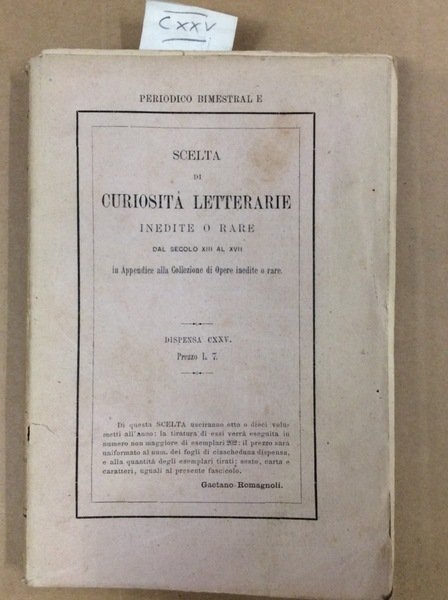 CXXV
PERIODICO BIMESTRALE
SCELTA
DI
CURIOSITÀ LETTERARIE
INEDITE O RARE
DAL SECOLO XIII AL XVII
in Appendice alla Collezione di Opere inedite o rare.
DISPENSA CXXV.
Prezzo L. 7.
Di questa SCELTA usciranno otto o dieci volu-
metti all'anno: la tiratura di essi verrà eseguita in
numero non maggiore di esemplari 202: il prezzo sarà
uniformato al num. dei fogli di ciascheduna dispensa,
e alla quantità degli esemplari tirati: sesto, carta e
caratteri, uguali al presente fascicolo.
Gaetano Romagnoli.